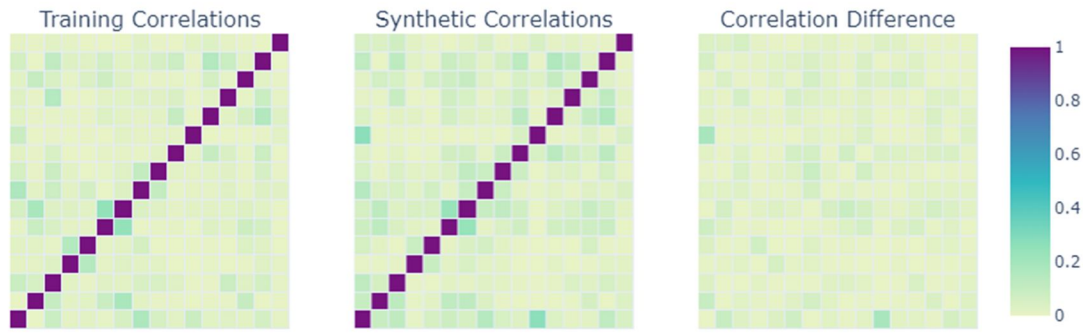 Training Correlations
Synthetic Correlations
Correlation Difference
1
0.8
0.6
0.4
0.2
0